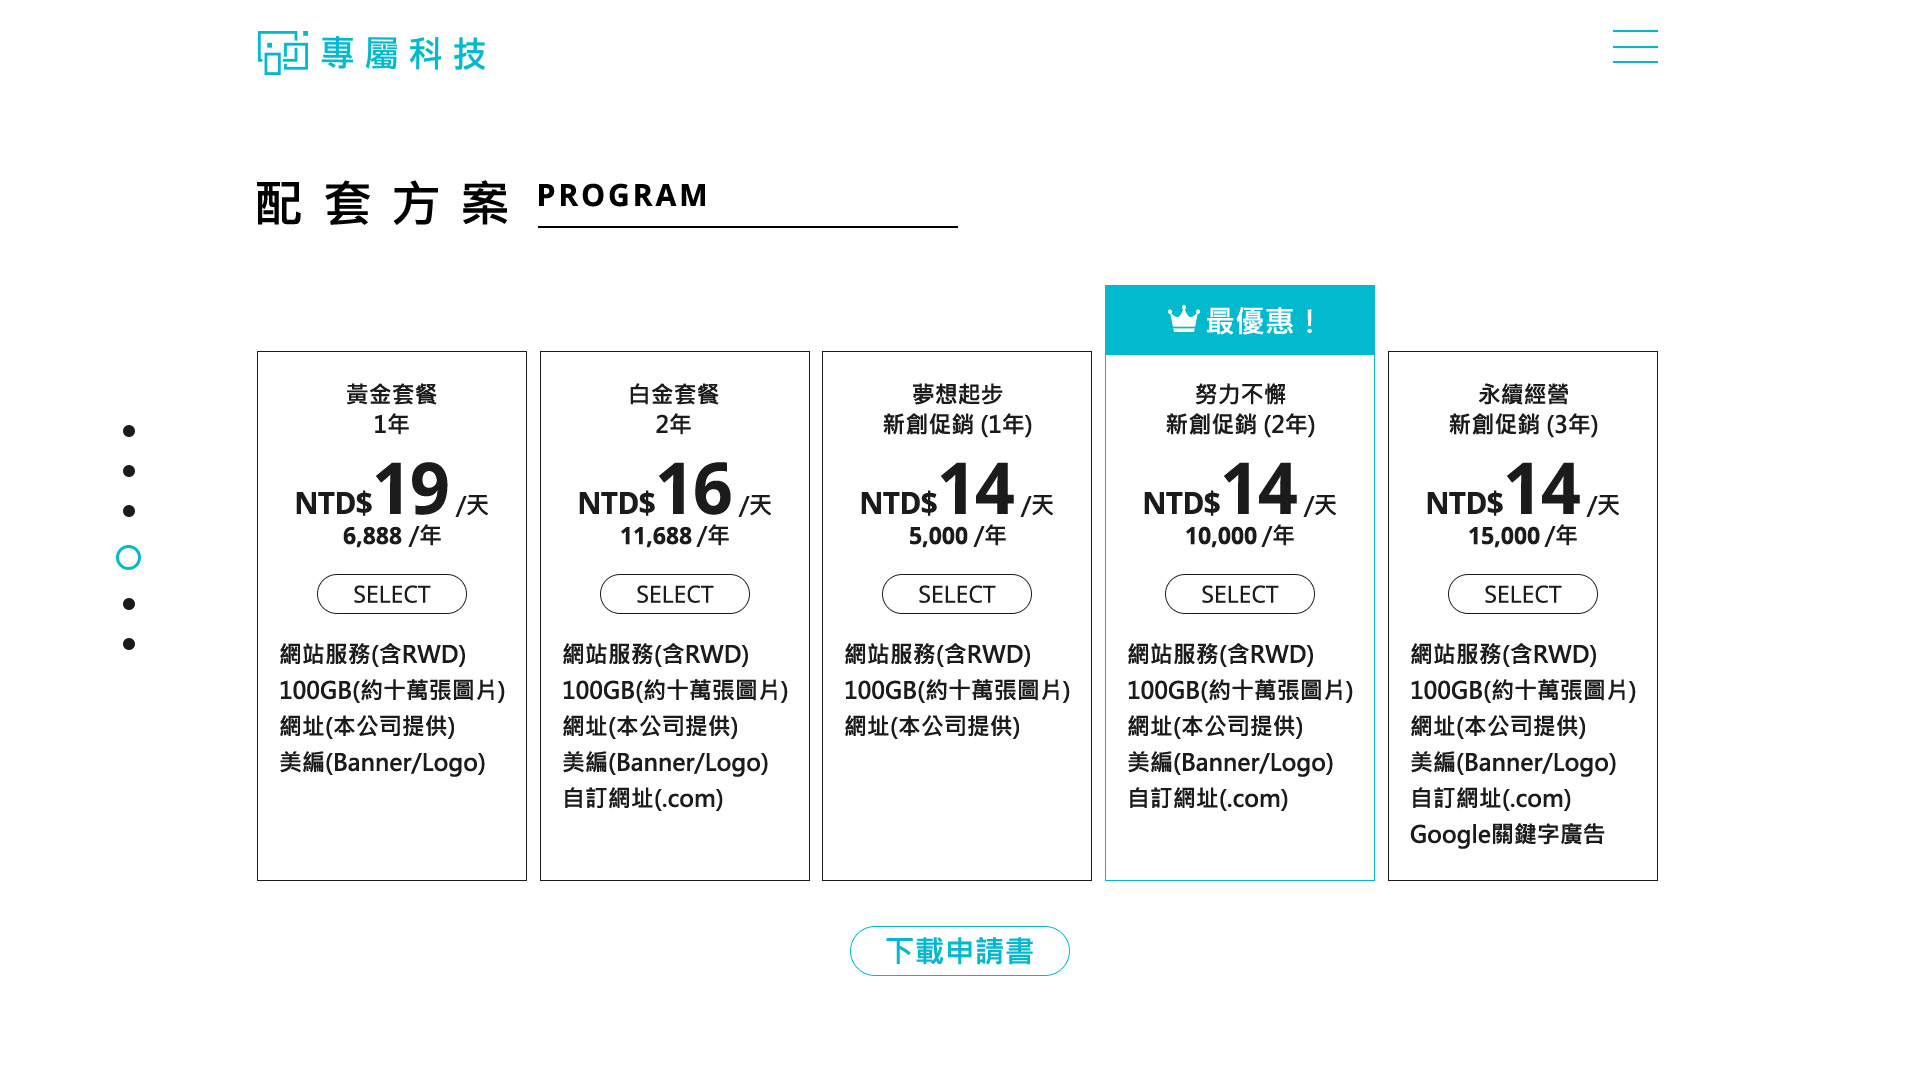 專屬科技
配套方案 PROGRAM
黃金套餐
1年
NTD$19 /天
6,888 /年
SELECT
網站服務(含RWD)
100GB(約十萬張圖片)
網址(本公司提供)
美編(Banner/Logo)
白金套餐
2年
NTD$16 /天
11,688 /年
SELECT
網站服務(含RWD)
100GB(約十萬張圖片)
網址(本公司提供)
美編(Banner/Logo)
自訂網址(.com)
夢想起步
新創促銷 (1年)
NTD$14 /天
5,000 /年
SELECT
網站服務(含RWD)
100GB(約十萬張圖片)
網址(本公司提供)
最優惠！
努力不懈
新創促銷 (2年)
NTD$14 /天
10,000 /年
SELECT
網站服務(含RWD)
100GB(約十萬張圖片)
網址(本公司提供)
美編(Banner/Logo)
自訂網址(.com)
永續經營
新創促銷 (3年)
NTD$14 /天
15,000 /年
SELECT
網站服務(含RWD)
100GB(約十萬張圖片)
網址(本公司提供)
美編(Banner/Logo)
自訂網址(.com)
Google關鍵字廣告
下載申請書